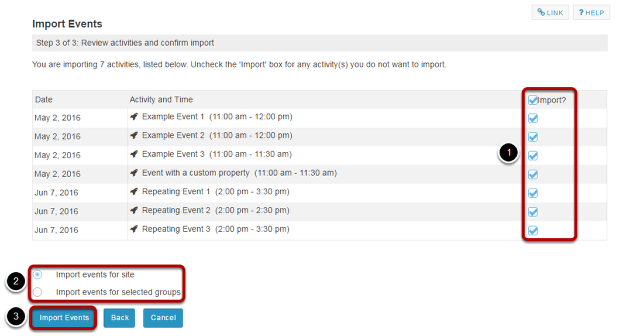 LINK ? HELP
Import Events
Step 3 of 3: Review activities and confirm import
You are importing 7 activities, listed below. Uncheck the 'Import' box for any activity(s) you do not want to import.
Date Activity and Time Import?
May 2, 2016 Example Event 1 (11:00 am - 12:00 pm)
May 2, 2016 Example Event 2 (11:00 am - 12:00 pm)
May 2, 2016 Example Event 3 (11:00 am - 11:30 am)
May 2, 2016 Event with a custom property (11:00 am - 11:30 am)
Jun 7, 2016 Repeating Event 1 (2:00 pm - 3:30 pm)
Jun 7, 2016 Repeating Event 2 (2:00 pm - 2:30 pm)
Jun 7, 2016 Repeating Event 3 (2:00 pm - 3:30 pm)
1
Import events for site
2
Import events for selected groups
3 Import Events Back Cancel